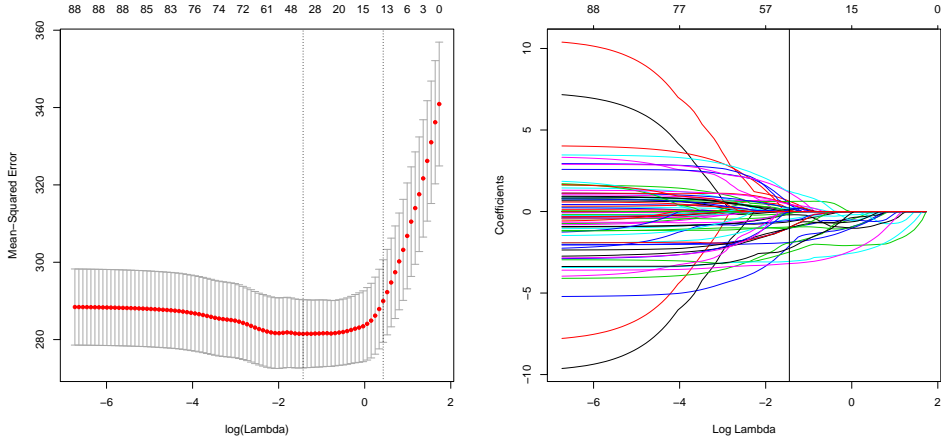 88 88 88 85 83 76 74 72 61 48 28 20 15 13 6 3 0
360
340
320
300
280
Mean−Squared Error
−6 −4 −2 0 2
log(Lambda)
88 77 57 15 0
10
5
0
−5
−10
Coefficients
−6 −4 −2 0 2
Log Lambda